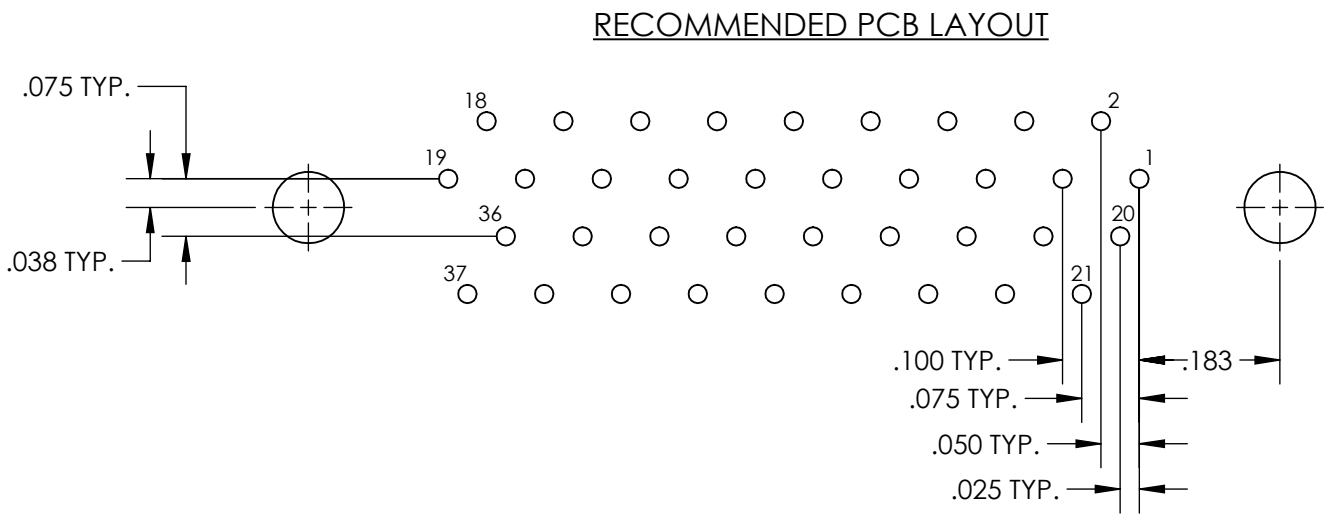 RECOMMENDED PCB LAYOUT
.075 TYP.
18
2
19
1
36
20
.038 TYP.
37
21
.100 TYP.
.183
.075 TYP.
.050 TYP.
.025 TYP.